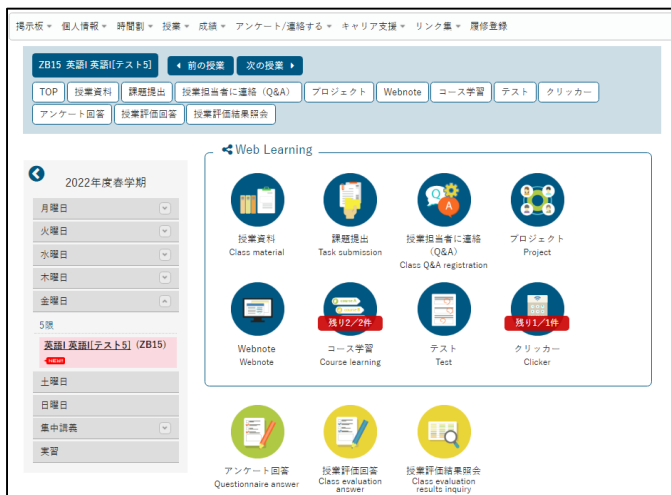 掲示板 個人情報 時間割 授業 成績 アンケート/連絡する キャリア支援 リンク集 履修登録
ZB15 英語Ⅰ 英語Ⅰ[テスト5] 前の授業 次の授業
TOP 授業資料 課題提出 授業担当者に連絡（Q&A） プロジェクト Webnote コース学習 テスト クリッカー
アンケート回答 授業評価回答 授業評価結果照会
2022年度春学期
月曜日
火曜日
水曜日
木曜日
金曜日
5限
英語Ⅰ 英語Ⅰ[テスト5] (ZB15)
NEW!
土曜日
日曜日
集中講義
実習
Web Learning
授業資料
Class material
課題提出
Task submission
授業担当者に連絡
（Q&A）
Class Q&A registration
プロジェクト
Project
Webnote
Webnote
残り2／2件
コース学習
Course learning
テスト
Test
残り1／1件
クリッカー
Clicker
アンケート回答
Questionnaire answer
授業評価回答
Class evaluation
answer
授業評価結果照会
Class evaluation
results inquiry